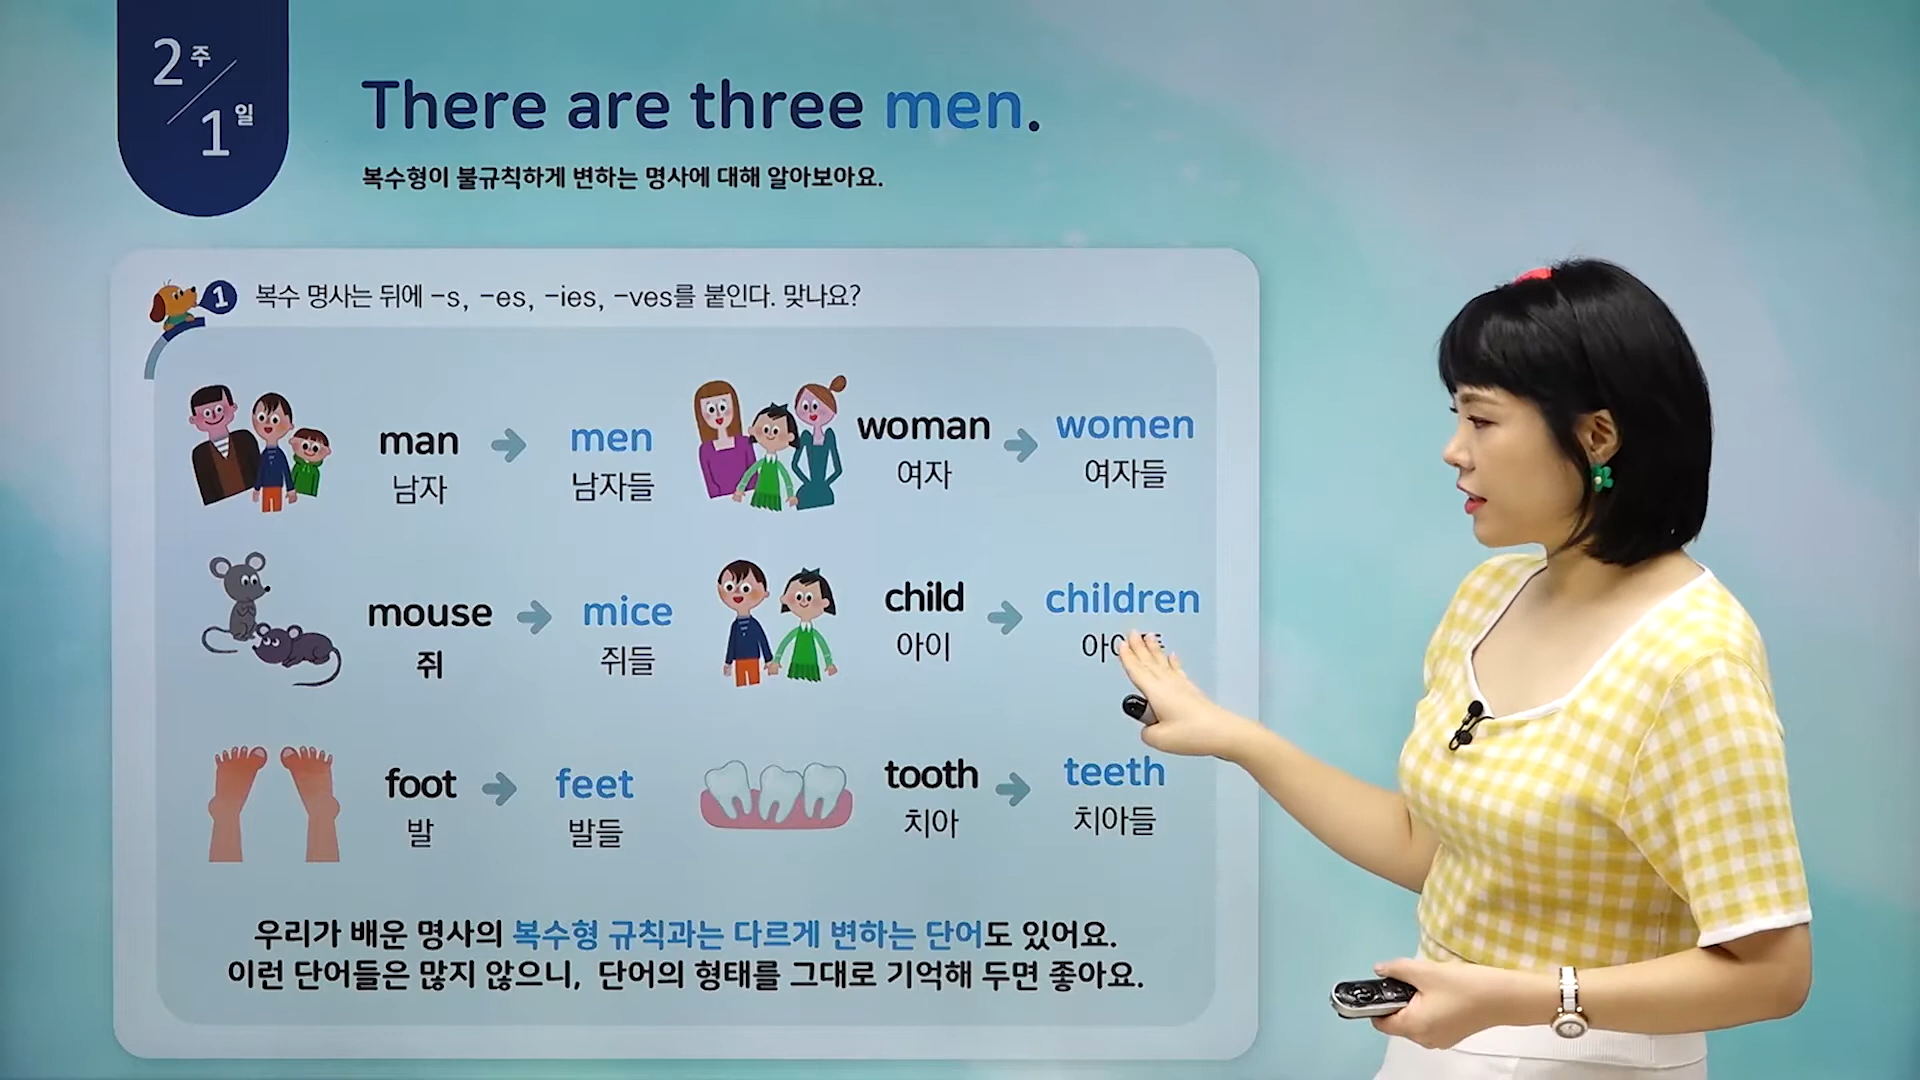 2주
1일
There are three men.
복수형이 불규칙하게 변하는 명사에 대해 알아보아요.
1 복수 명사는 뒤에 –s, –es, –ies, –ves를 붙인다. 맞나요?
man → men
남자 남자들
woman → women
여자 여자들
mouse → mice
쥐 쥐들
child → children
아이
foot → feet
발 발들
tooth → teeth
치아 치아들
우리가 배운 명사의 복수형 규칙과는 다르게 변하는 단어도 있어요.
이런 단어들은 많지 않으니, 단어의 형태를 그대로 기억해 두면 좋아요.